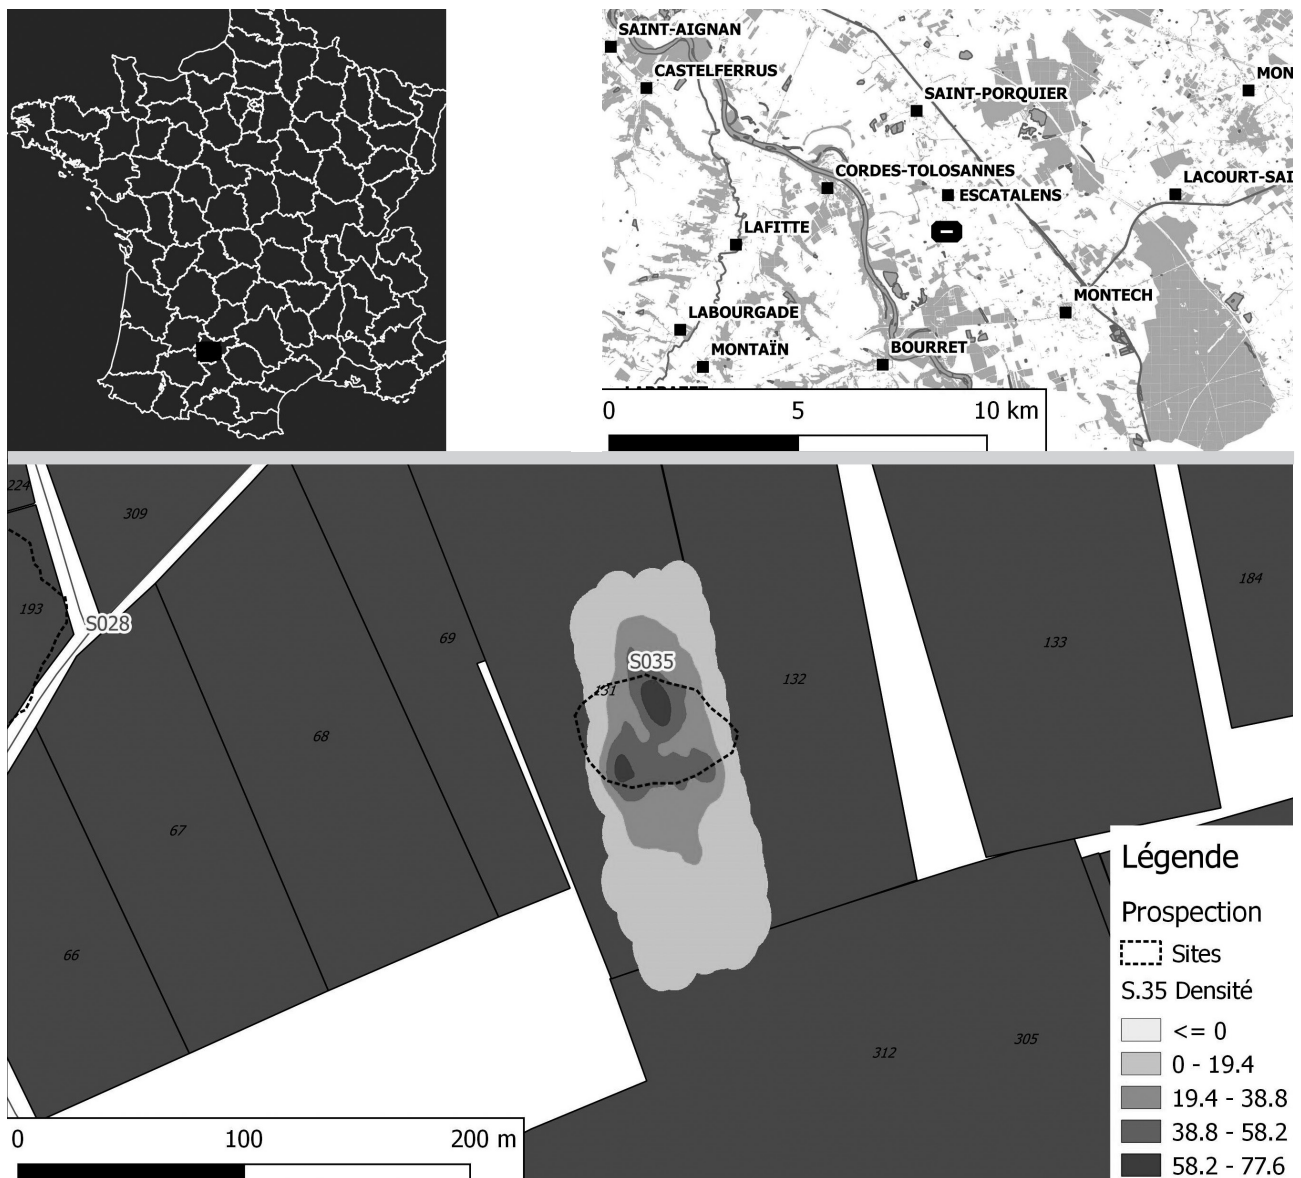 SAINT-AIGNAN
CASTELFERRUS
SAINT-PORQUIER
MON
CORDES-TOLOSANNES
ESCATALENS
LACOURT-SAI
LAFITTE
MONTECH
LABOURGADE
MONTAÏN
BOURRET
0 5 10 km
224
309
193
S028
69
S035
131
132
133
184
68
67
66
312
305
Légende
Prospection
Sites
S.35 Densité
<= 0
0 - 19.4
19.4 - 38.8
38.8 - 58.2
58.2 - 77.6
0 100 200 m